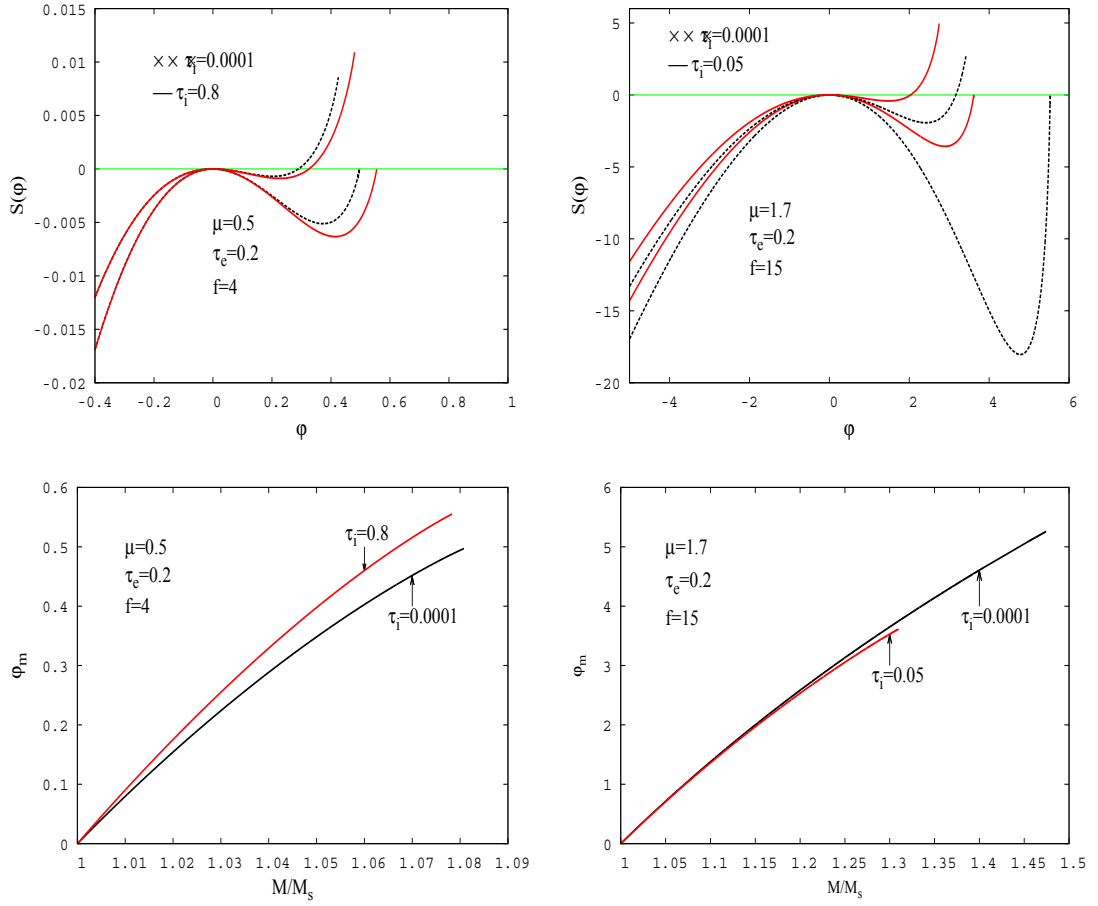 0.015
0.01
0.005
0
-0.005
-0.01
-0.015
-0.02
S(φ)
×× τi=0.0001
— τi=0.8
μ=0.5
τe=0.2
f=4
-0.4
-0.2
0
0.2
0.4
0.6
0.8
1
φ
5
0
-5
-10
-15
-20
S(φ)
×× τi=0.0001
— τi=0.05
μ=1.7
τe=0.2
f=15
-4
-2
0
2
4
6
φ
0.6
0.5
0.4
0.3
0.2
0.1
0
φm
μ=0.5
τe=0.2
f=4
τi=0.8
τi=0.0001
1
1.01
1.02
1.03
1.04
1.05
1.06
1.07
1.08
1.09
M/Ms
6
5
4
3
2
1
0
φm
μ=1.7
τe=0.2
f=15
τi=0.0001
τi=0.05
1
1.05
1.1
1.15
1.2
1.25
1.3
1.35
1.4
1.45
1.5
M/Ms